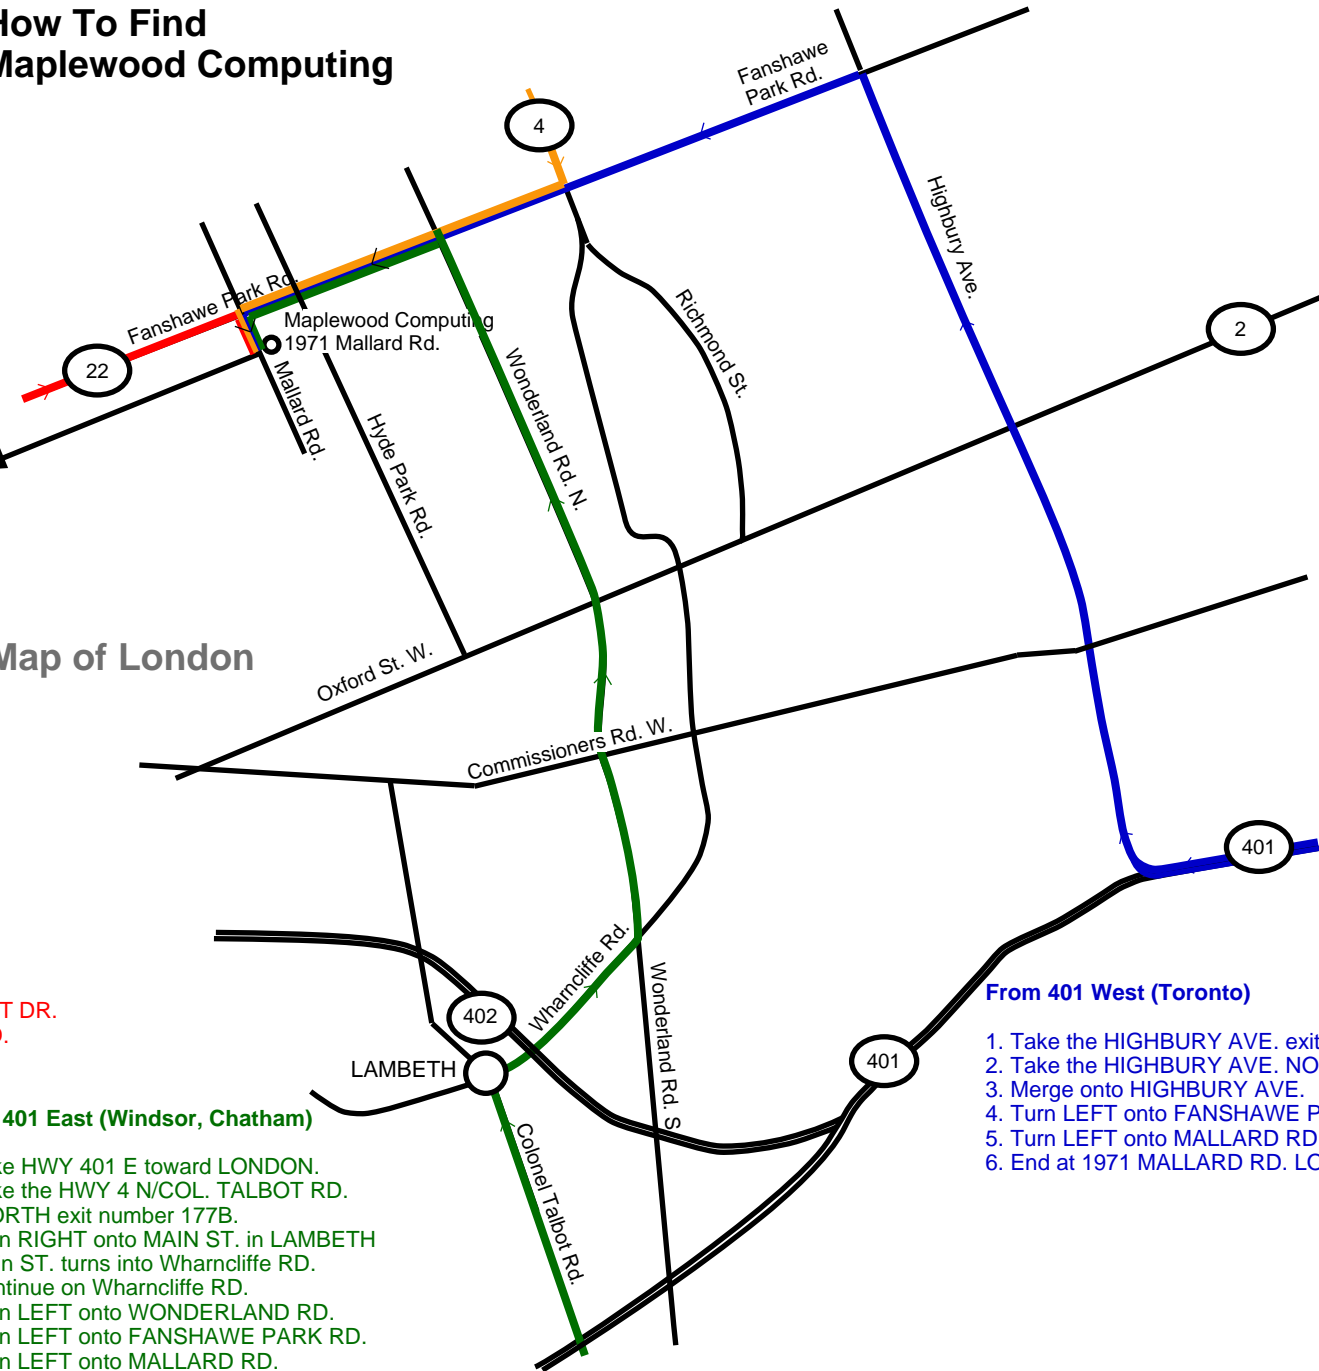 How To Find
Maplewood Computing
Fanshawe
Park Rd.
4
Highbury Ave.
Fanshawe Park Rd.
Maplewood Computing
1971 Mallard Rd.
22
2
Richmond St.
Wonderland Rd. N.
Mallard Rd.
Hyde Park Rd.
Map of London
Oxford St. W.
Commissioners Rd. W.
401
Wharncliffe Rd.
Wonderland Rd. S
402
LAMBETH
401
Colonel Talbot Rd.
T DR.
401 East (Windsor, Chatham)
HWY 401 E toward LONDON.
the HWY 4 N/COL. TALBOT RD.
exit number 177B.
RIGHT onto MAIN ST. in LAMBETH
ST. turns into Wharncliffe RD.
on Wharncliffe RD.
LEFT onto WONDERLAND RD.
LEFT onto FANSHAWE PARK RD.
LEFT onto MALLARD RD.
From 401 West (Toronto)
1. Take the HIGHBURY AVE. exit
2. Take the HIGHBURY AVE. NO
3. Merge onto HIGHBURY AVE.
4. Turn LEFT onto FANSHAWE P
5. Turn LEFT onto MALLARD RD
6. End at 1971 MALLARD RD. LO